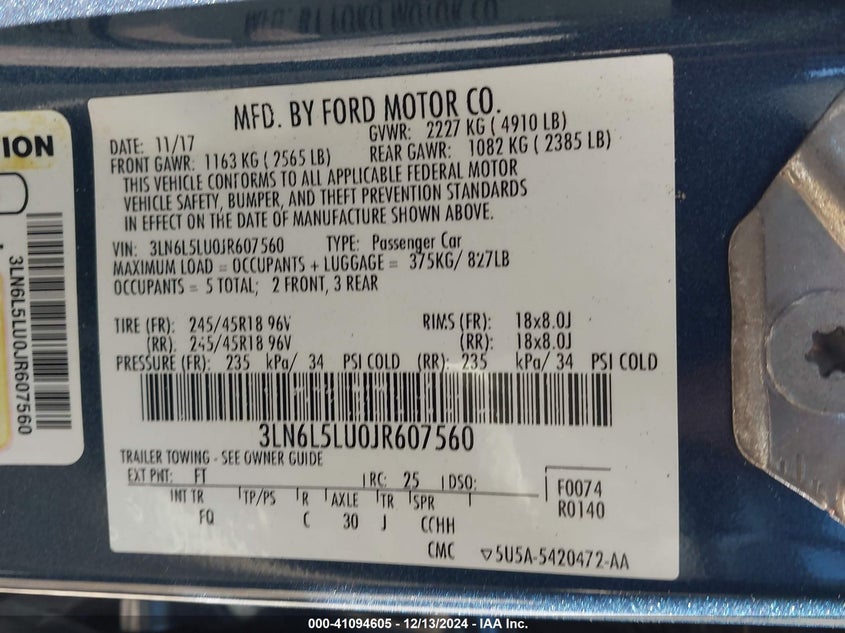 MFD. BY FORD MOTOR CO.
DATE: 11/17 GVWR: 2227 KG ( 4910 LB)
FRONT GAWR: 1163 KG ( 2565 LB) REAR GAWR: 1082 KG ( 2385 LB)
THIS VEHICLE CONFORMS TO ALL APPLICABLE FEDERAL MOTOR
VEHICLE SAFETY, BUMPER, AND THEFT PREVENTION STANDARDS
IN EFFECT ON THE DATE OF MANUFACTURE SHOWN ABOVE.
VIN: 3LN6L5LU0JR607560 TYPE: Passenger Car
MAXIMUM LOAD = OCCUPANTS + LUGGAGE = 375KG/ 827LB
OCCUPANTS = 5 TOTAL; 2 FRONT, 3 REAR
TIRE (FR): 245/45R18 96V RIMS (FR): 18x8.0J
(RR): 245/45R18 96V (RR): 18x8.0J
PRESSURE (FR): 235 kPa/ 34 PSI COLD (RR): 235 kPa/ 34 PSI COLD
3LN6L5LU0JR607560
TRAILER TOWING - SEE OWNER GUIDE
EXT PNT: FT RC: 25 DSO: F0074
INT TR TP/PS R AXLE TR SPR R0140
FQ C 30 J CCHH
CMC ▽5U5A-5420472-AA
TION
3LN6L5LU0JR607560
000-41094605 - 12/13/2024 - IAA, Inc.